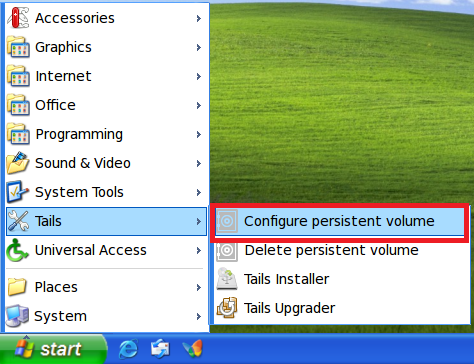 Accessories
Graphics
Internet
Office
Programming
Sound & Video
System Tools
Tails
Universal Access
Places
System
Configure persistent volume
Delete persistent volume
Tails Installer
Tails Upgrader
start